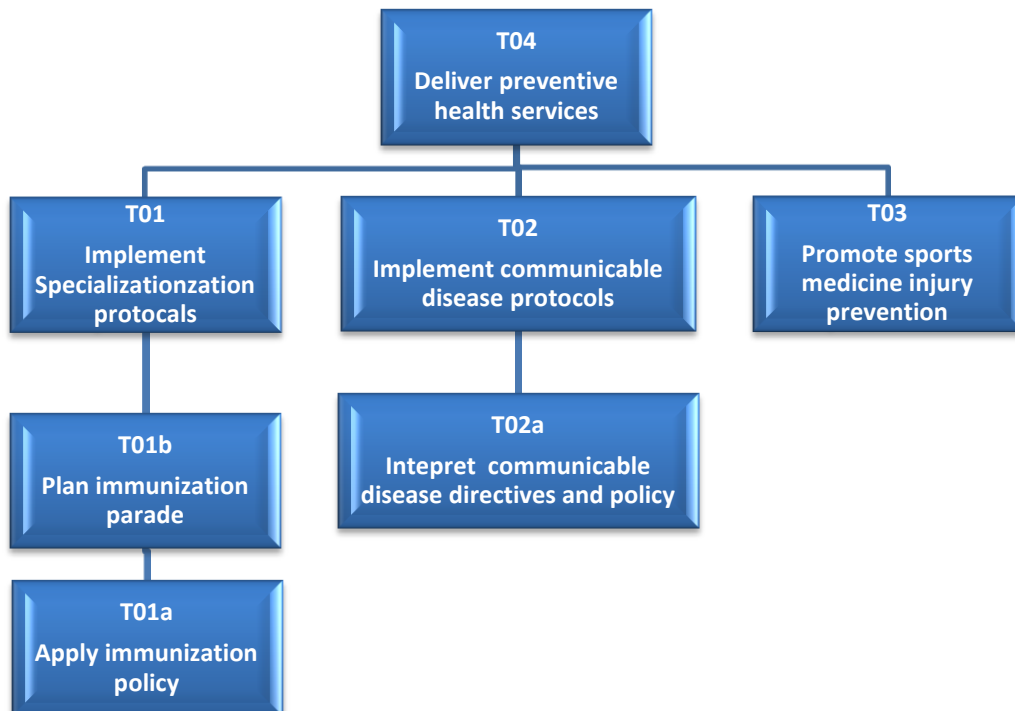 T04
Deliver preventive
health services
T01
Implement
Specializationzation
protocals
T02
Implement communicable
disease protocols
T03
Promote sports
medicine injury
prevention
T01b
Plan immunization
parade
T02a
Intepret communicable
disease directives and policy
T01a
Apply immunization
policy